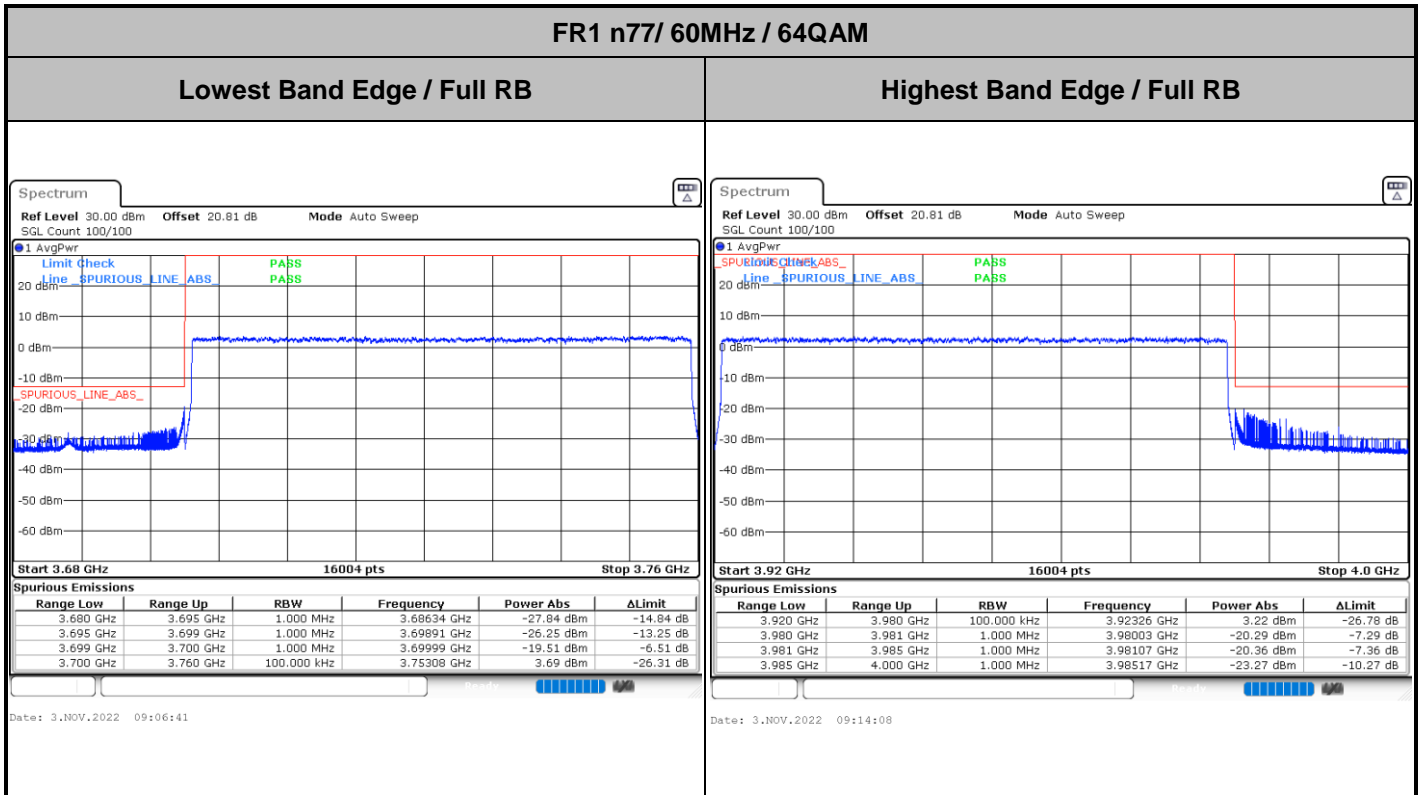 FR1 n77/ 60MHz / 64QAM
Lowest Band Edge / Full RB
Highest Band Edge / Full RB
Spectrum
Ref Level 30.00 dBm Offset 20.81 dB Mode Auto Sweep
SGL Count 100/100
1 AvgPwr
Limit Check PASS
Line _SPURIOUS_LINE_ABS_ PASS
20 dBm
10 dBm
0 dBm
-10 dBm
_SPURIOUS_LINE_ABS_
-20 dBm
-30 dBm
-40 dBm
-50 dBm
-60 dBm
Start 3.68 GHz 16004 pts Stop 3.76 GHz
Spurious Emissions
Range Low Range Up RBW Frequency Power Abs ΔLimit
3.680 GHz 3.695 GHz 1.000 MHz 3.68634 GHz -27.84 dBm -14.84 dB
3.695 GHz 3.699 GHz 1.000 MHz 3.69891 GHz -26.25 dBm -13.25 dB
3.699 GHz 3.700 GHz 1.000 MHz 3.69999 GHz -19.51 dBm -6.51 dB
3.700 GHz 3.760 GHz 100.000 kHz 3.75308 GHz 3.69 dBm -26.31 dB
Ready
Date: 3.NOV.2022 09:06:41
Spectrum
Ref Level 30.00 dBm Offset 20.81 dB Mode Auto Sweep
SGL Count 100/100
1 AvgPwr
_SPURIOUS_LINE_ABS_
Limit Check PASS
Line _SPURIOUS_LINE_ABS_ PASS
20 dBm
10 dBm
0 dBm
-10 dBm
-20 dBm
-30 dBm
-40 dBm
-50 dBm
-60 dBm
Start 3.92 GHz 16004 pts Stop 4.0 GHz
Spurious Emissions
Range Low Range Up RBW Frequency Power Abs ΔLimit
3.920 GHz 3.980 GHz 100.000 kHz 3.92326 GHz 3.22 dBm -26.78 dB
3.980 GHz 3.981 GHz 1.000 MHz 3.98003 GHz -20.29 dBm -7.29 dB
3.981 GHz 3.985 GHz 1.000 MHz 3.98107 GHz -20.36 dBm -7.36 dB
3.985 GHz 4.000 GHz 1.000 MHz 3.98517 GHz -23.27 dBm -10.27 dB
Ready
Date: 3.NOV.2022 09:14:08